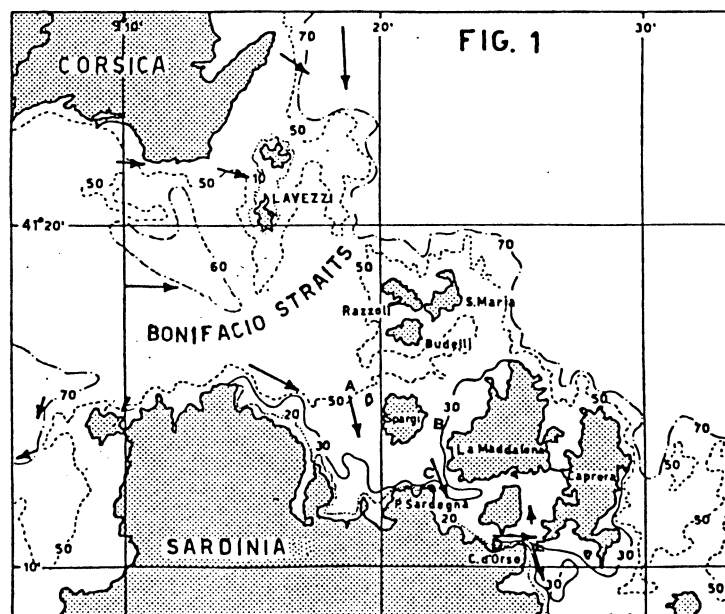 9°10'
20'
30'
FIG. 1
CORSICA
70
50
50
50
10
LAVEZZI
41°20'
60
50
70
BONIFACIO STRAITS
Razzoli
S. Maria
Budelli
70
50
A
20
30
Spargi
30
B
50
70
La Maddalena
Caprera
C
P. Sardegna
20
50
50
SARDINIA
D
C. d'Orso
30
30
50
10'
50